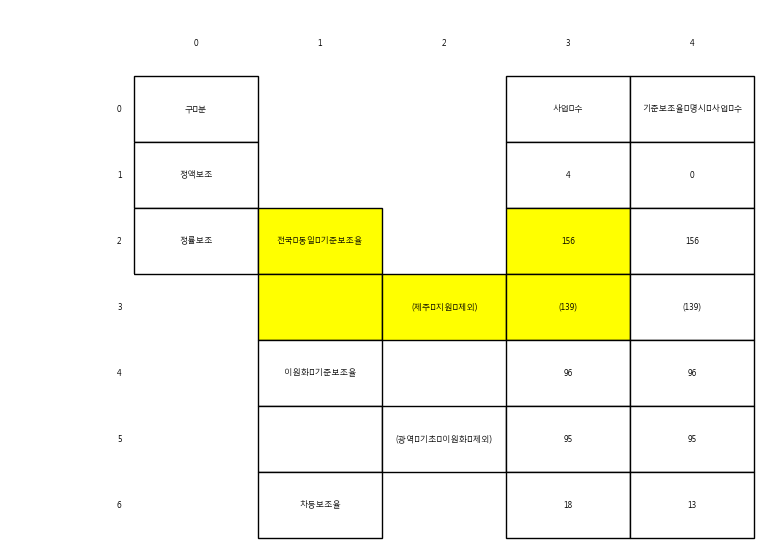 0 1 2 3 4
0 구 분 사업 수 기준보조율 명시 사업 수
1 정액보조 4 0
2 정률보조 전국 동일 기준보조율 156 156
3 (제주 지원 제외) (139) (139)
4 이원화 기준보조율 96 96
5 (광역 기초 이원화 제외) 95 95
6 차등보조율 18 13